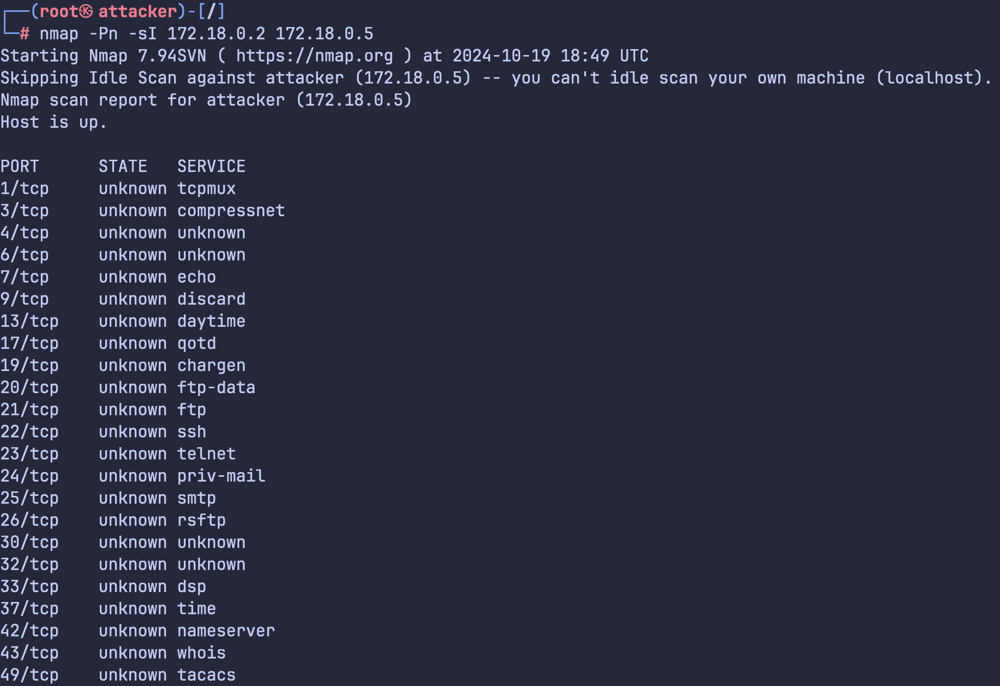 ┌──(root㉿attacker)-[/]
└─# nmap -Pn -sI 172.18.0.2 172.18.0.5
Starting Nmap 7.94SVN ( https://nmap.org ) at 2024-10-19 18:49 UTC
Skipping Idle Scan against attacker (172.18.0.5) -- you can't idle scan your own machine (localhost).
Nmap scan report for attacker (172.18.0.5)
Host is up.

PORT      STATE   SERVICE
1/tcp     unknown tcpmux
3/tcp     unknown compressnet
4/tcp     unknown unknown
6/tcp     unknown unknown
7/tcp     unknown echo
9/tcp     unknown discard
13/tcp    unknown daytime
17/tcp    unknown qotd
19/tcp    unknown chargen
20/tcp    unknown ftp-data
21/tcp    unknown ftp
22/tcp    unknown ssh
23/tcp    unknown telnet
24/tcp    unknown priv-mail
25/tcp    unknown smtp
26/tcp    unknown rsftp
30/tcp    unknown unknown
32/tcp    unknown unknown
33/tcp    unknown dsp
37/tcp    unknown time
42/tcp    unknown nameserver
43/tcp    unknown whois
49/tcp    unknown tacacs